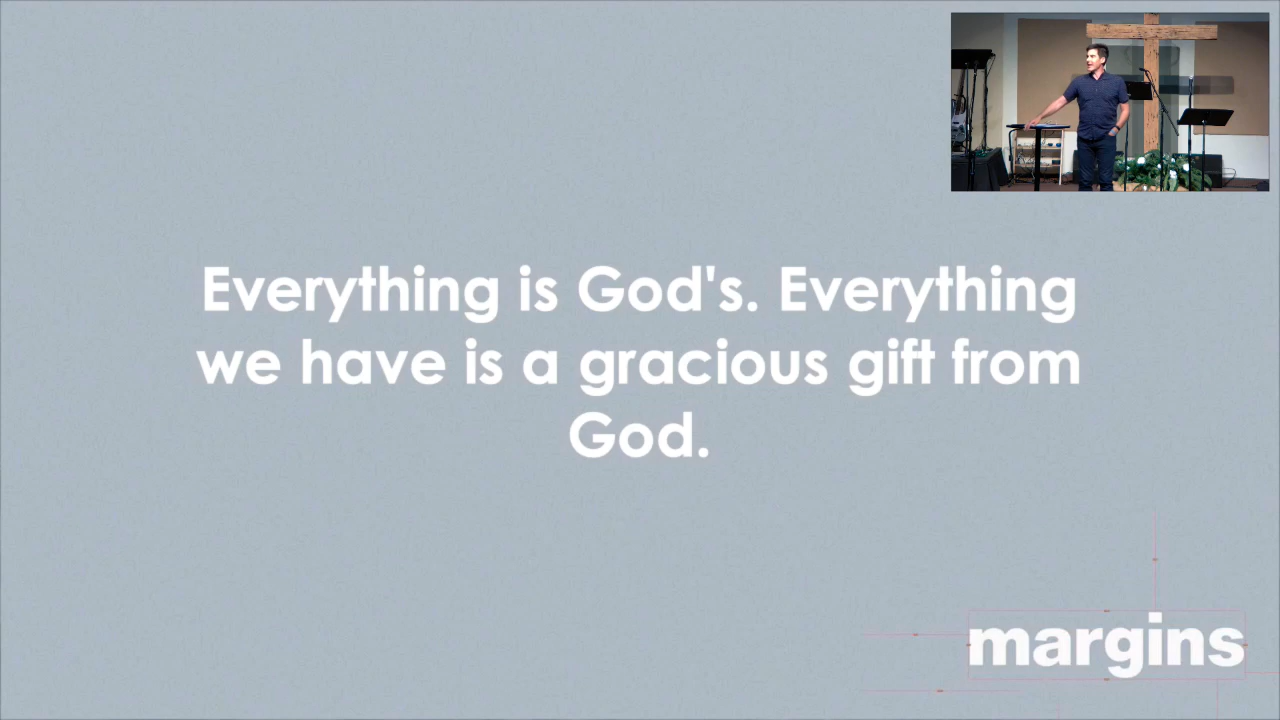 Everything is God's. Everything
we have is a gracious gift from
God.
margins